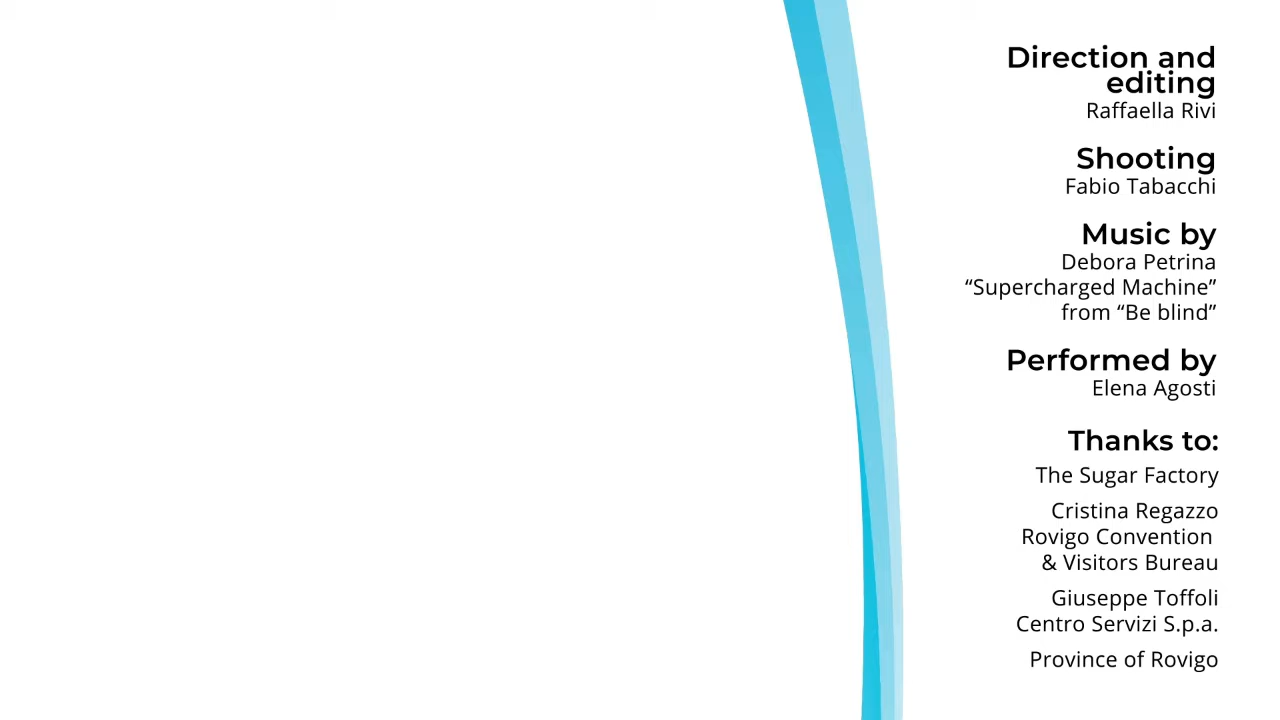 Direction and
editing
Raffaella Rivi
Shooting
Fabio Tabacchi
Music by
Debora Petrina
“Supercharged Machine”
from “Be blind”
Performed by
Elena Agosti
Thanks to:
The Sugar Factory
Cristina Regazzo
Rovigo Convention
& Visitors Bureau
Giuseppe Toffoli
Centro Servizi S.p.a.
Province of Rovigo